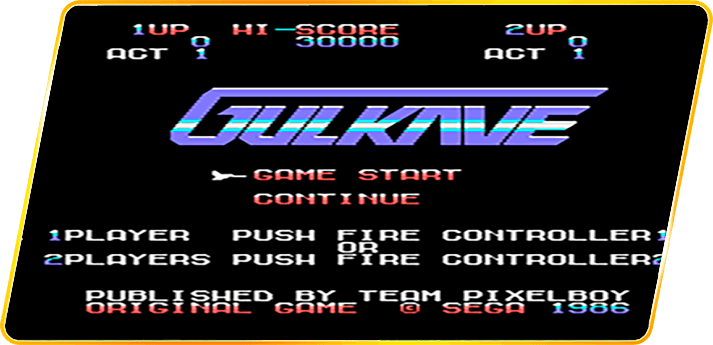 1UP HI-SCORE 2UP
0 30000 0
ACT 1 ACT 1
GULKAVE
GAME START
CONTINUE
1PLAYER PUSH FIRE CONTROLLER1
OR
2PLAYERS PUSH FIRE CONTROLLER2
PUBLISHED BY TEAM PIXELBOY
ORIGINAL GAME © SEGA 1986